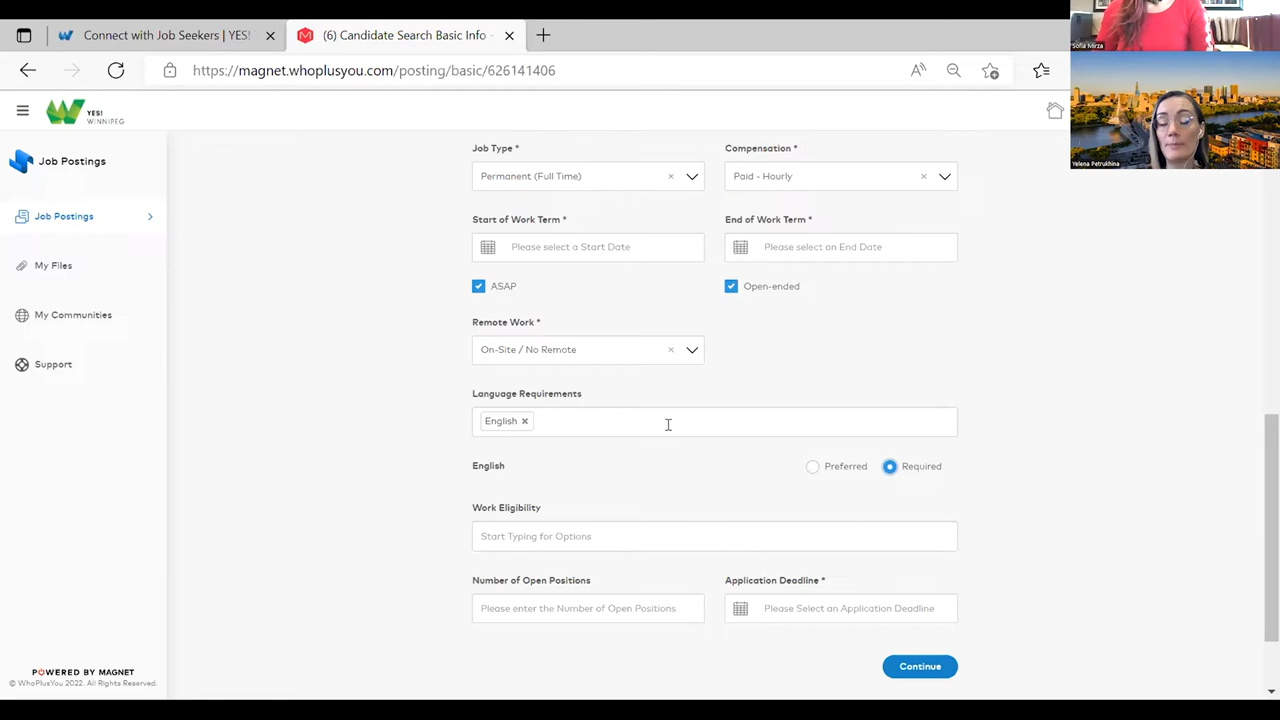 Connect with Job Seekers | YES!
(6) Candidate Search Basic Info
https://magnet.whoplusyou.com/posting/basic/626141406
Sofia Mirza
Yelena Petrukhina
YES!
WINNIPEG
Job Postings
Job Postings
My Files
My Communities
Support
Job Type *
Compensation *
Permanent (Full Time)
Paid - Hourly
Start of Work Term *
End of Work Term *
Please select a Start Date
Please select an End Date
ASAP
Open-ended
Remote Work *
On-Site / No Remote
Language Requirements
English
English
Preferred
Required
Work Eligibility
Start Typing for Options
Number of Open Positions
Application Deadline *
Please enter the Number of Open Positions
Please Select an Application Deadline
Continue
POWERED BY MAGNET
© WhoPlusYou 2022. All Rights Reserved.